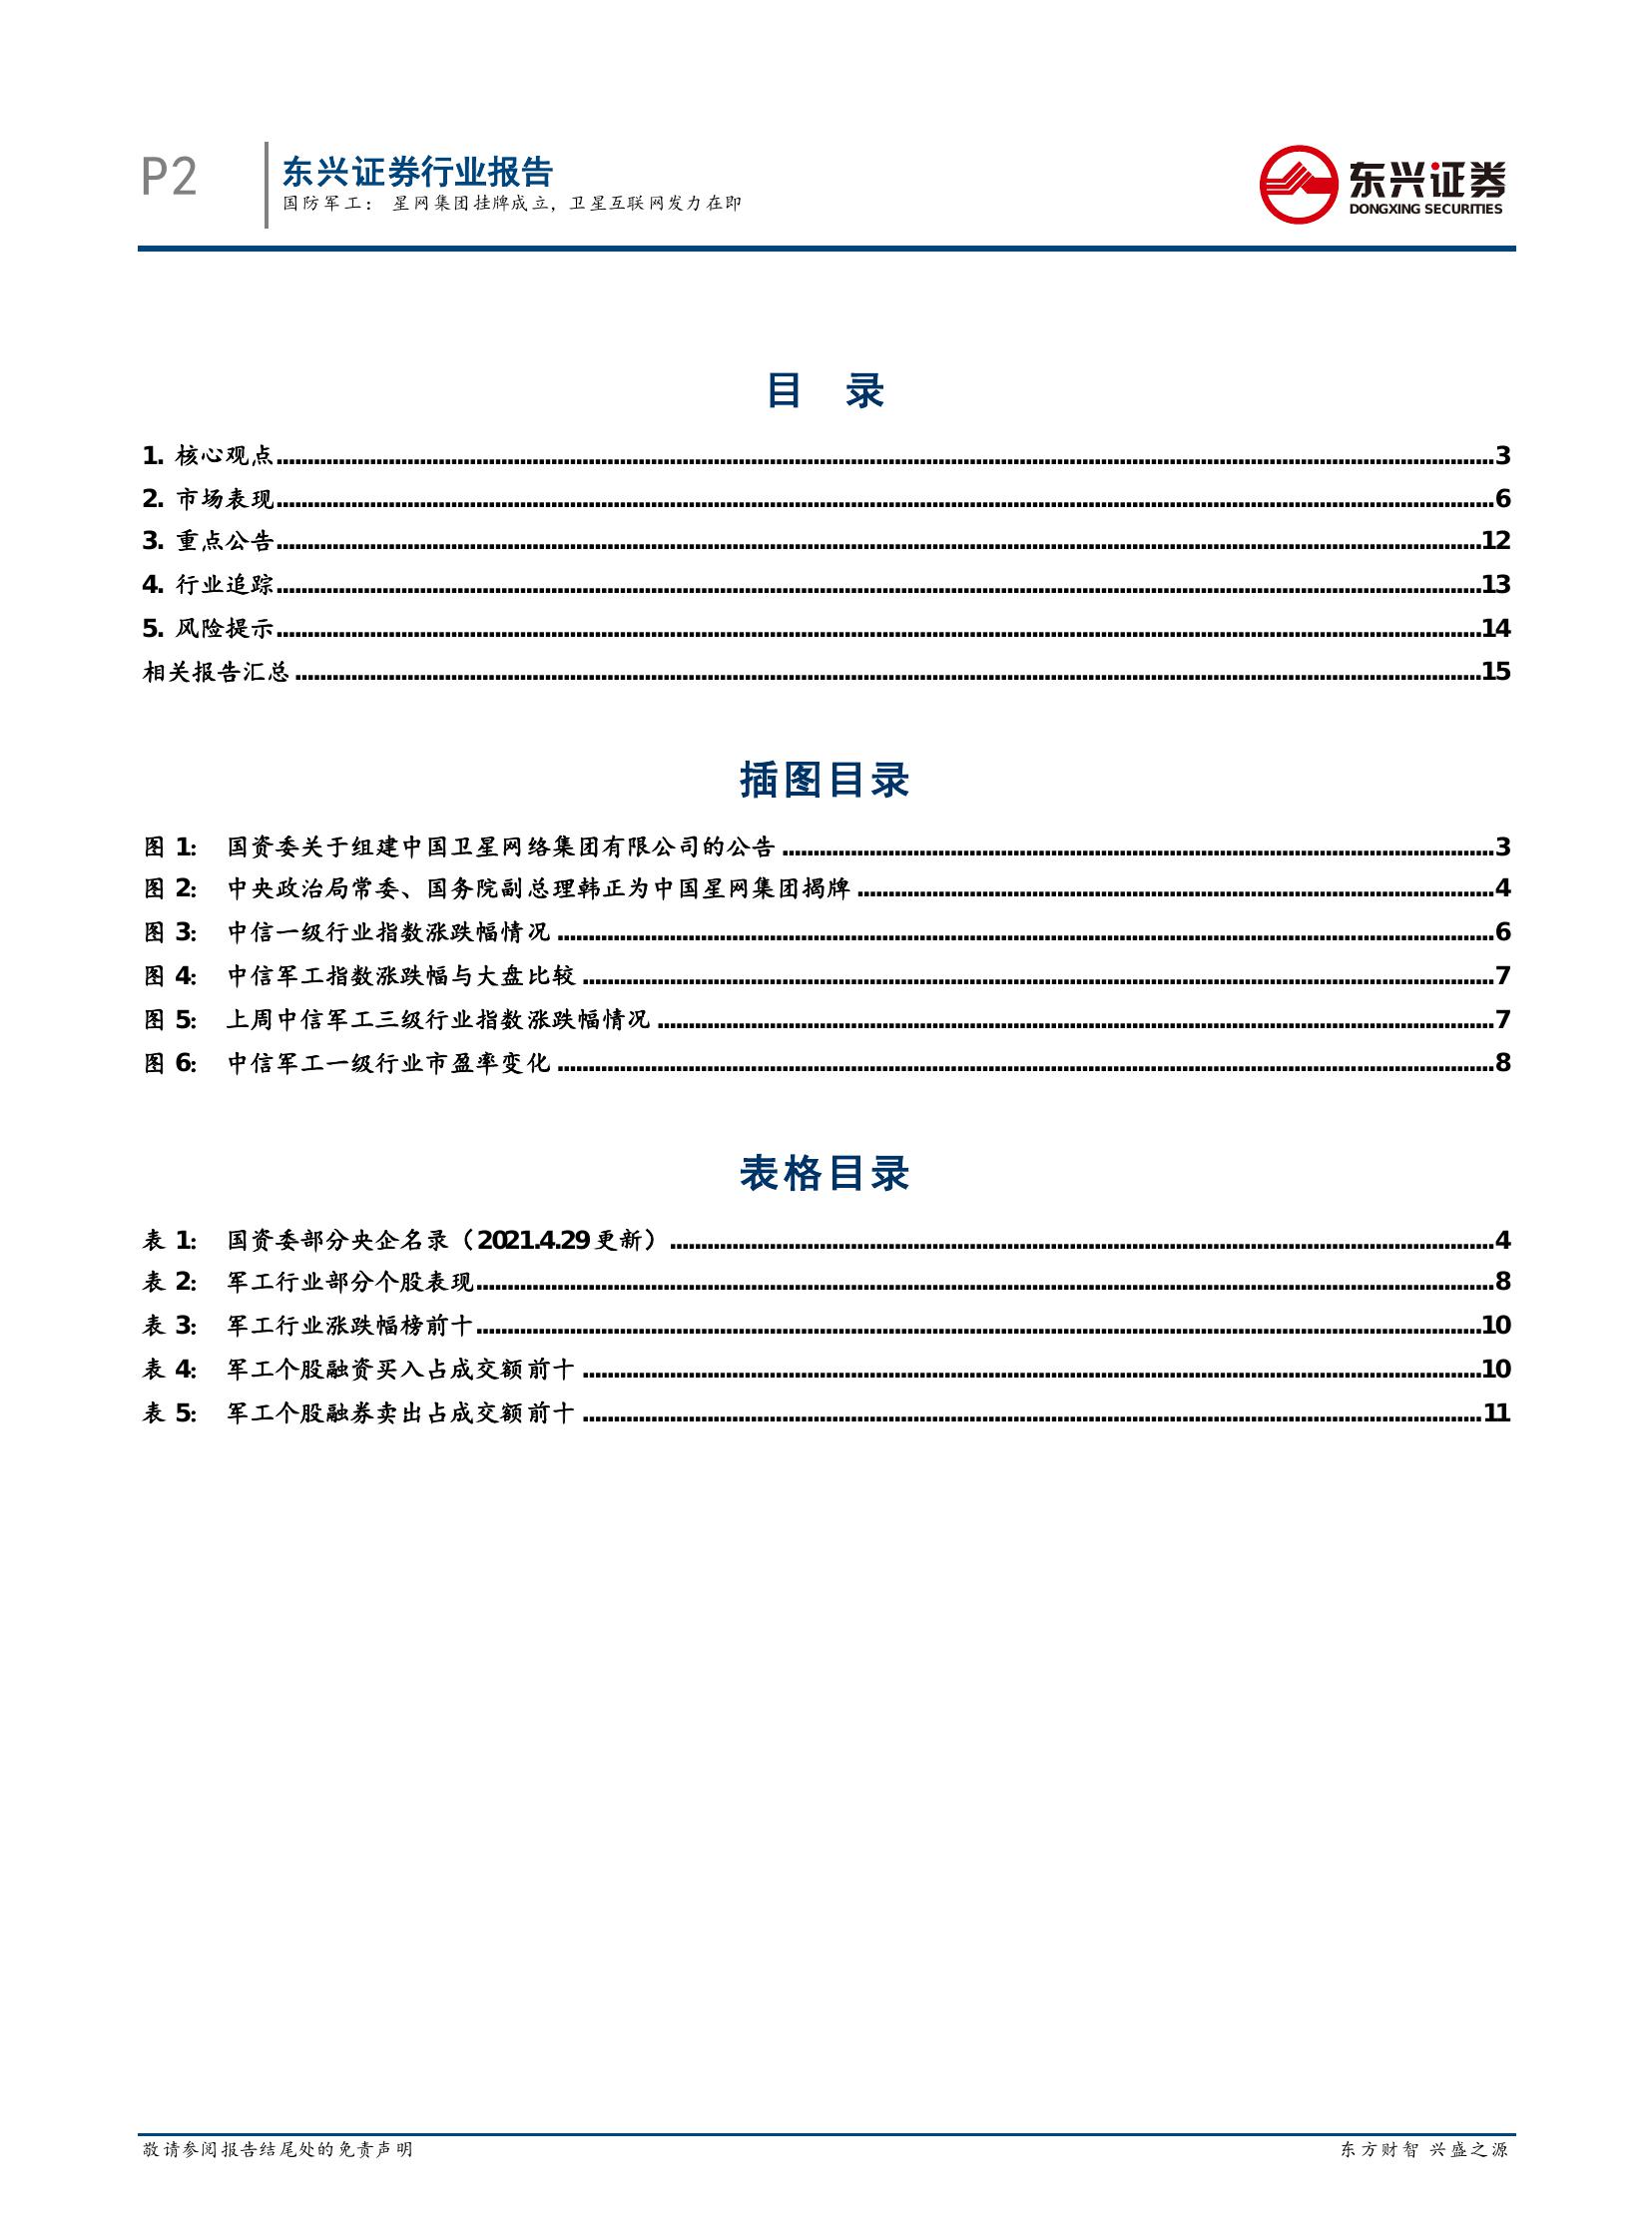 P2
东兴证券行业报告
国防军工： 星网集团挂牌成立，卫星互联网发力在即
东兴证券
DONGXING SECURITIES
目 录
1. 核心观点 3
2. 市场表现 6
3. 重点公告 12
4. 行业追踪 13
5. 风险提示 14
相关报告汇总 15
插图目录
图 1: 国资委关于组建中国卫星网络集团有限公司的公告 3
图 2: 中央政治局常委、国务院副总理韩正为中国星网集团揭牌 4
图 3: 中信一级行业指数涨跌幅情况 6
图 4: 中信军工指数涨跌幅与大盘比较 7
图 5: 上周中信军工三级行业指数涨跌幅情况 7
图 6: 中信军工一级行业市盈率变化 8
表格目录
表 1: 国资委部分央企名录（2021.4.29 更新） 4
表 2: 军工行业部分个股表现 8
表 3: 军工行业涨跌幅榜前十 10
表 4: 军工个股融资买入占成交额前十 10
表 5: 军工个股融券卖出占成交额前十 11
敬请参阅报告结尾处的免责声明
东方财智 兴盛之源